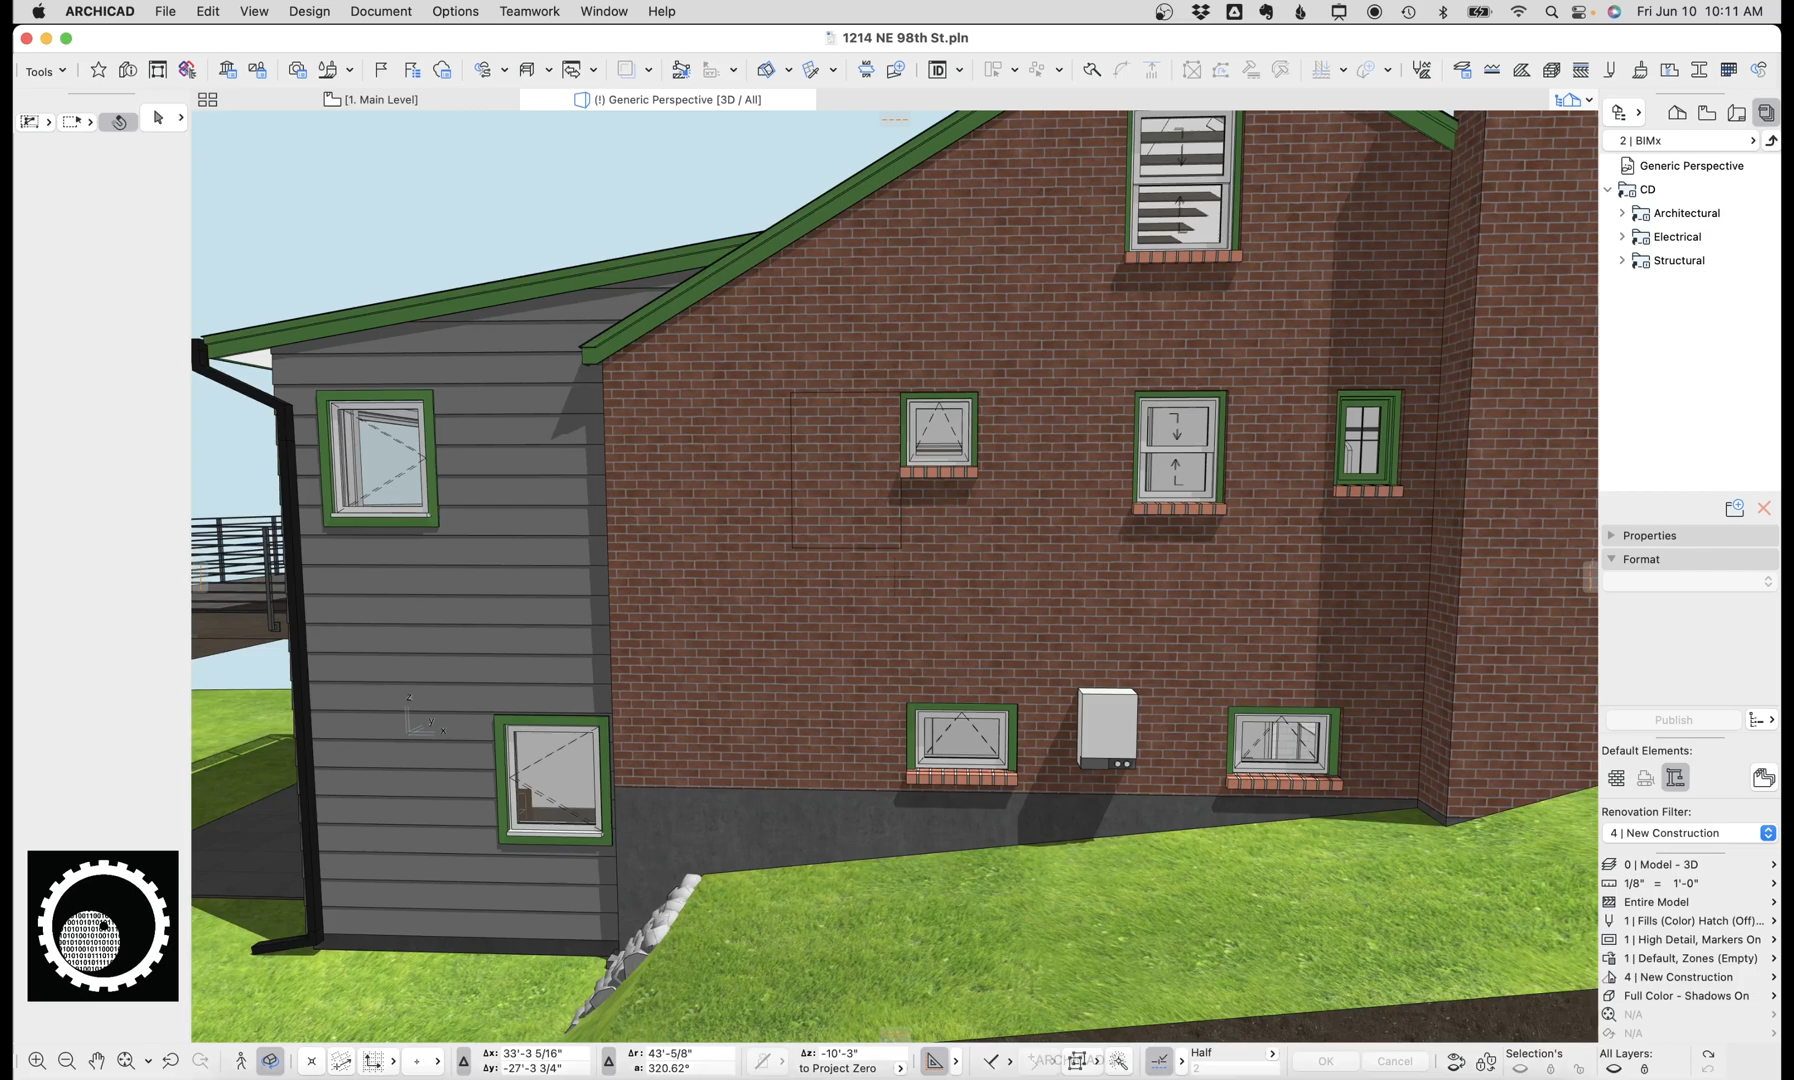 ARCHICAD File Edit View Design Document Options Teamwork Window Help
Fri Jun 10 10:11 AM
1214 NE 98th St.pln
Tools
ID
[1. Main Level]
(!) Generic Perspective [3D / All]
2 | BIMx
Generic Perspective
CD
Architectural
Electrical
Structural
Properties
Format
Publish
Default Elements:
Renovation Filter:
4 | New Construction
0 | Model - 3D
1/8" = 1'-0"
Entire Model
1 | Fills (Color) Hatch (Off)...
1 | High Detail, Markers On
1 | Default, Zones (Empty)
4 | New Construction
Full Color - Shadows On
N/A
N/A
z
y
x
Δx: 33'-3 5/16"
Δy: -27'-3 3/4"
Δr: 43'-5/8"
a: 320.62°
Δz: -10'-3"
to Project Zero
ARCHICAD
Half
2
OK
Cancel
Selection's
All Layers: